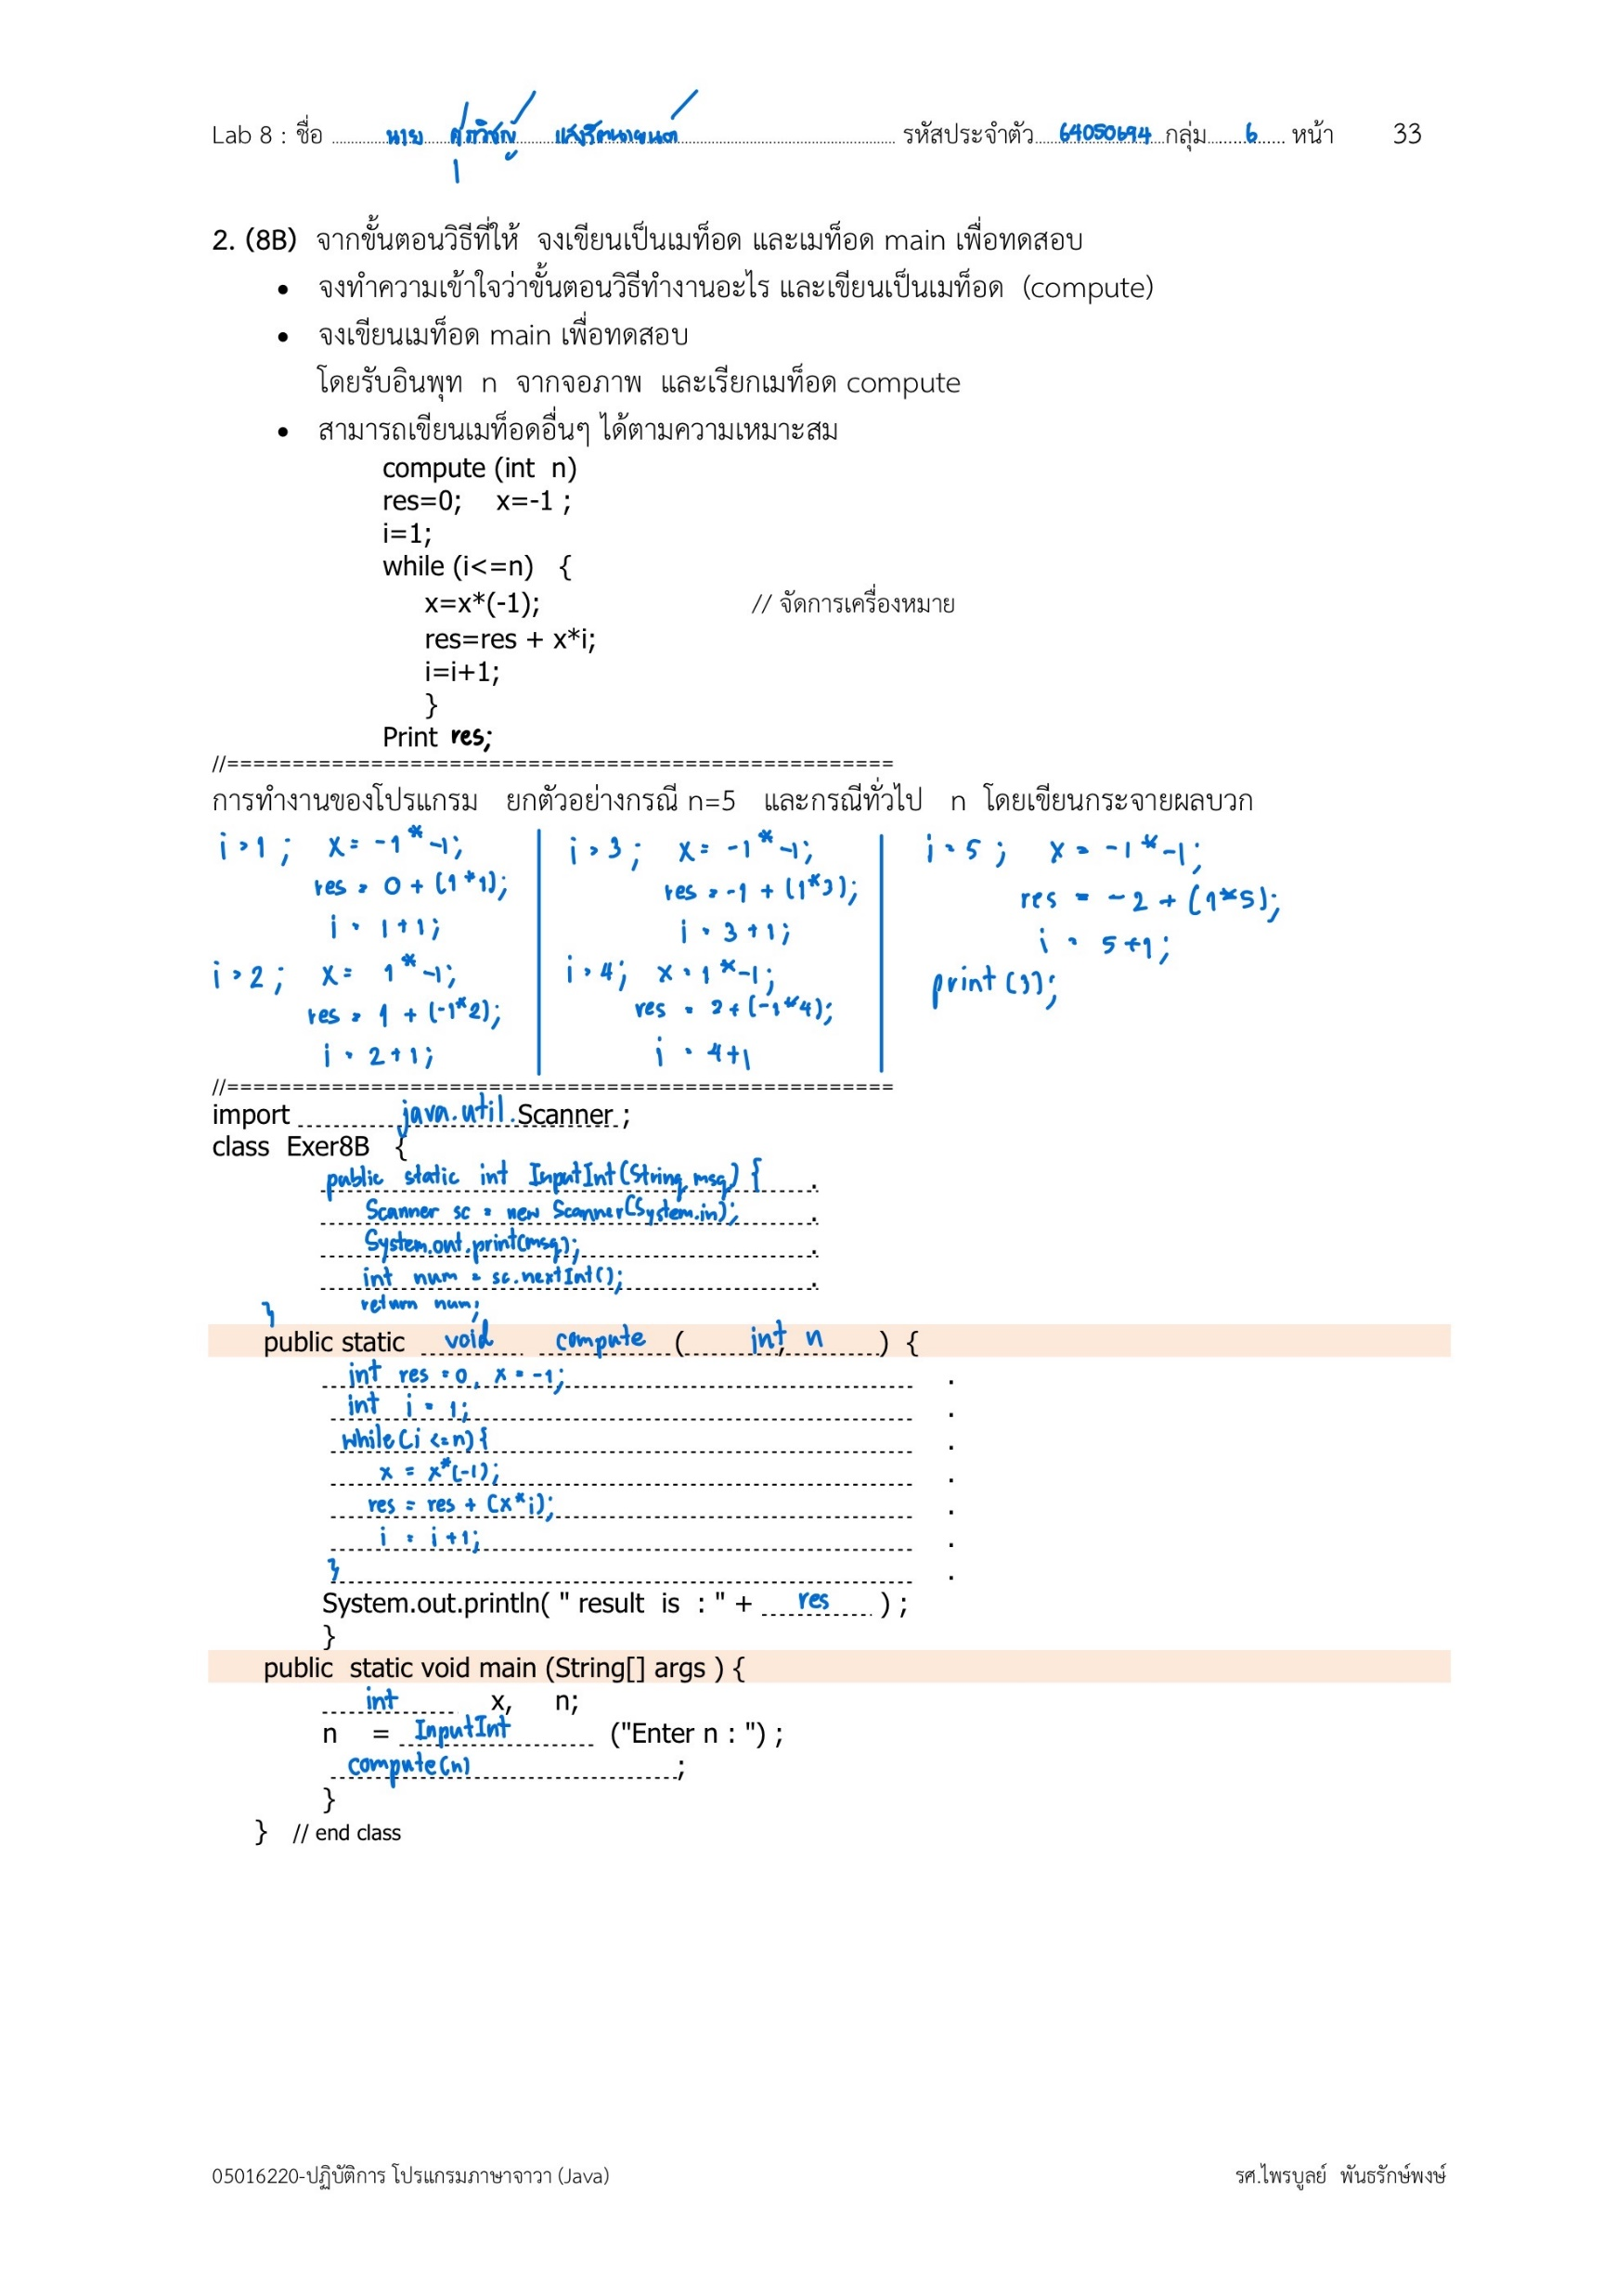 Lab 8 : ชื่อ นาย ศุภวิชญ์ รหัสประจำตัว 64050694 กลุ่ม 6 หน้า 33
2. (8B) จากขั้นตอนวิธีที่ให้ จงเขียนเป็นเมท็อด และเมท็อด main เพื่อทดสอบ
• จงทำความเข้าใจว่าขั้นตอนวิธีทำงานอะไร และเขียนเป็นเมท็อด (compute)
• จงเขียนเมท็อด main เพื่อทดสอบ
โดยรับอินพุท n จากจอภาพ และเรียกเมท็อด compute
• สามารถเขียนเมท็อดอื่นๆ ได้ตามความเหมาะสม
compute (int n)
res=0; x=-1 ;
i=1;
while (i<=n) {
x=x*(-1); // จัดการเครื่องหมาย
res=res + x*i;
i=i+1;
}
Print res;
//===================================================
การทำงานของโปรแกรม ยกตัวอย่างกรณี n=5 และกรณีทั่วไป n โดยเขียนกระจายผลบวก
i = 1 ; x = -1 * -1;
res = 0 + (1*1);
i = 1+1;
i = 2 ; x = 1 * -1;
res = 1 + (-1*2);
i = 2+1;
i = 3 ; x = -1 * -1;
res = -1 + (1*3);
i = 3+1;
i = 4; x = 1 * -1;
res = 2 + (-1*4);
i = 4+1
i = 5 ; x = -1 * -1;
res = -2 + (1*5);
i = 5+1;
print (3);
//===================================================
import java.util.Scanner ;
class Exer8B {
public static int InputInt(String msg) {
Scanner sc = new Scanner(System.in);
System.out.print(msg);
int num = sc.nextInt();
return num;
}
public static void compute ( int n ) {
int res = 0, x = -1;
int i = 1;
while(i <=n) {
x = x*(-1);
res = res + (x*i);
i = i+1;
}
System.out.println( " result is : " + res ) ;
}
public static void main (String[] args ) {
int x, n;
n = InputInt ("Enter n : ") ;
compute(n) ;
}
} // end class
05016220-ปฏิบัติการ โปรแกรมภาษาจาวา (Java) รศ.ไพรบูลย์ พันธรักษ์พงษ์